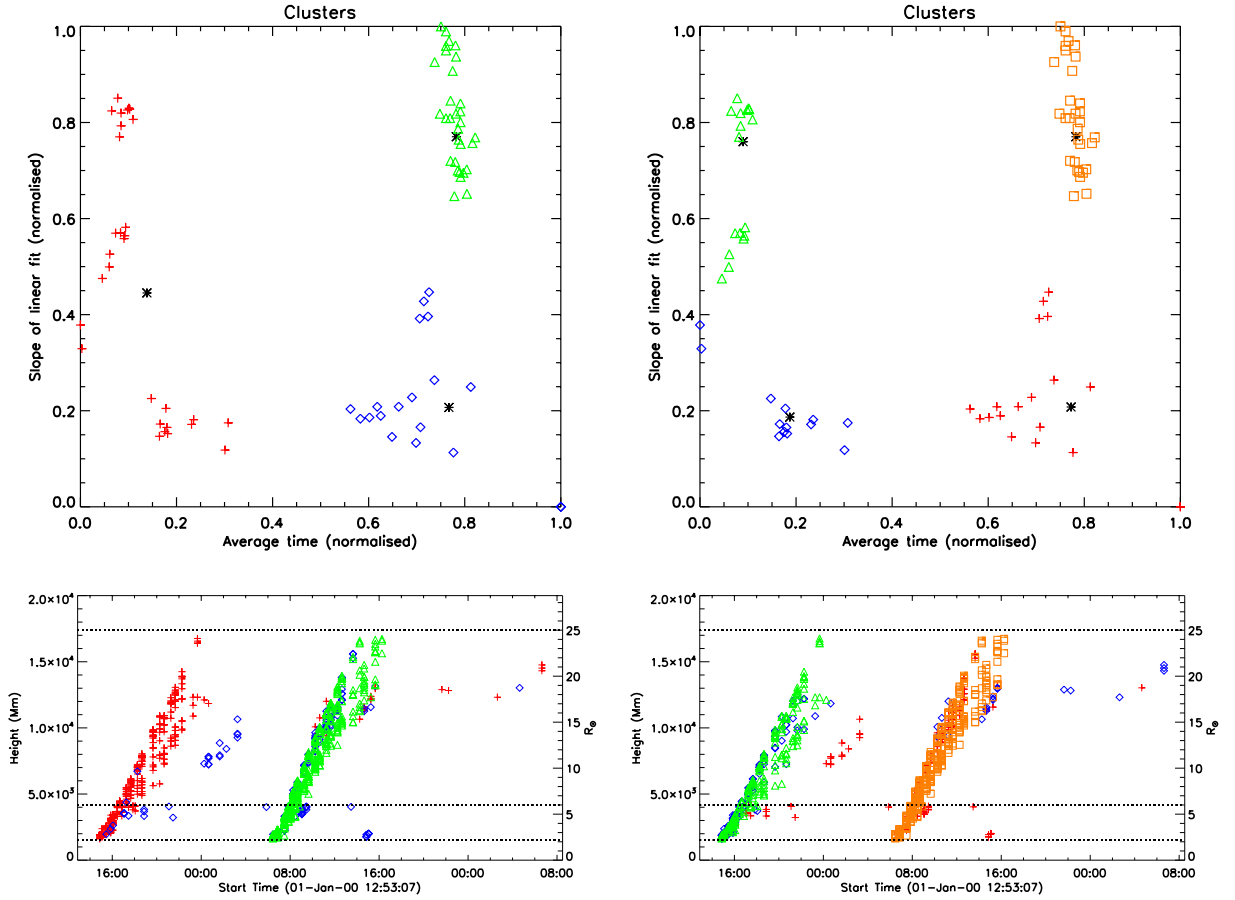 Clusters
1.0
0.8
0.6
0.4
0.2
0.0
Slope of linear fit (normalised)
0.0 0.2 0.4 0.6 0.8 1.0
Average time (normalised)
Clusters
1.0
0.8
0.6
0.4
0.2
0.0
Slope of linear fit (normalised)
0.0 0.2 0.4 0.6 0.8 1.0
Average time (normalised)
2.0×10⁴
1.5×10⁴
1.0×10⁴
5.0×10³
0
Height (Mm)
25
20
15
10
5
0
R⊙
16:00 00:00 08:00 16:00 00:00 08:00
Start Time (01-Jan-00 12:53:07)
2.0×10⁴
1.5×10⁴
1.0×10⁴
5.0×10³
0
Height (Mm)
25
20
15
10
5
0
R⊙
16:00 00:00 08:00 16:00 00:00 08:00
Start Time (01-Jan-00 12:53:07)